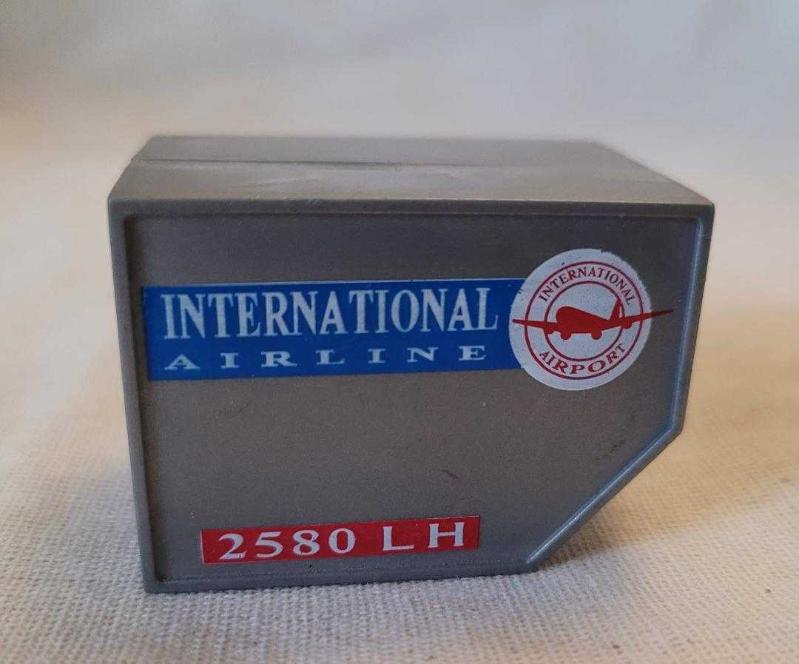 INTERNATIONAL
AIRLINE
INTERNATIONAL
AIRPORT
2580 LH